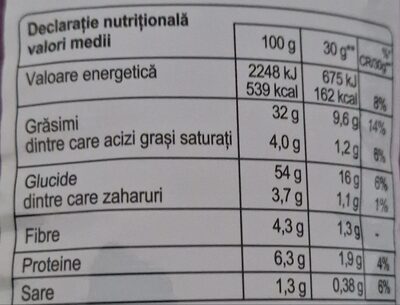 Declarație nutrițională
valori medii 100 g 30 g** %* CR/30g**
Valoare energetică 2248 kJ 675 kJ
539 kcal 162 kcal 8%
Grăsimi 32 g 9,6 g 14%
dintre care acizi grași saturați 4,0 g 1,2 g 6%
Glucide 54 g 16 g 6%
dintre care zaharuri 3,7 g 1,1 g 1%
Fibre 4,3 g 1,3 g -
Proteine 6,3 g 1,9 g 4%
Sare 1,3 g 0,38 g 6%